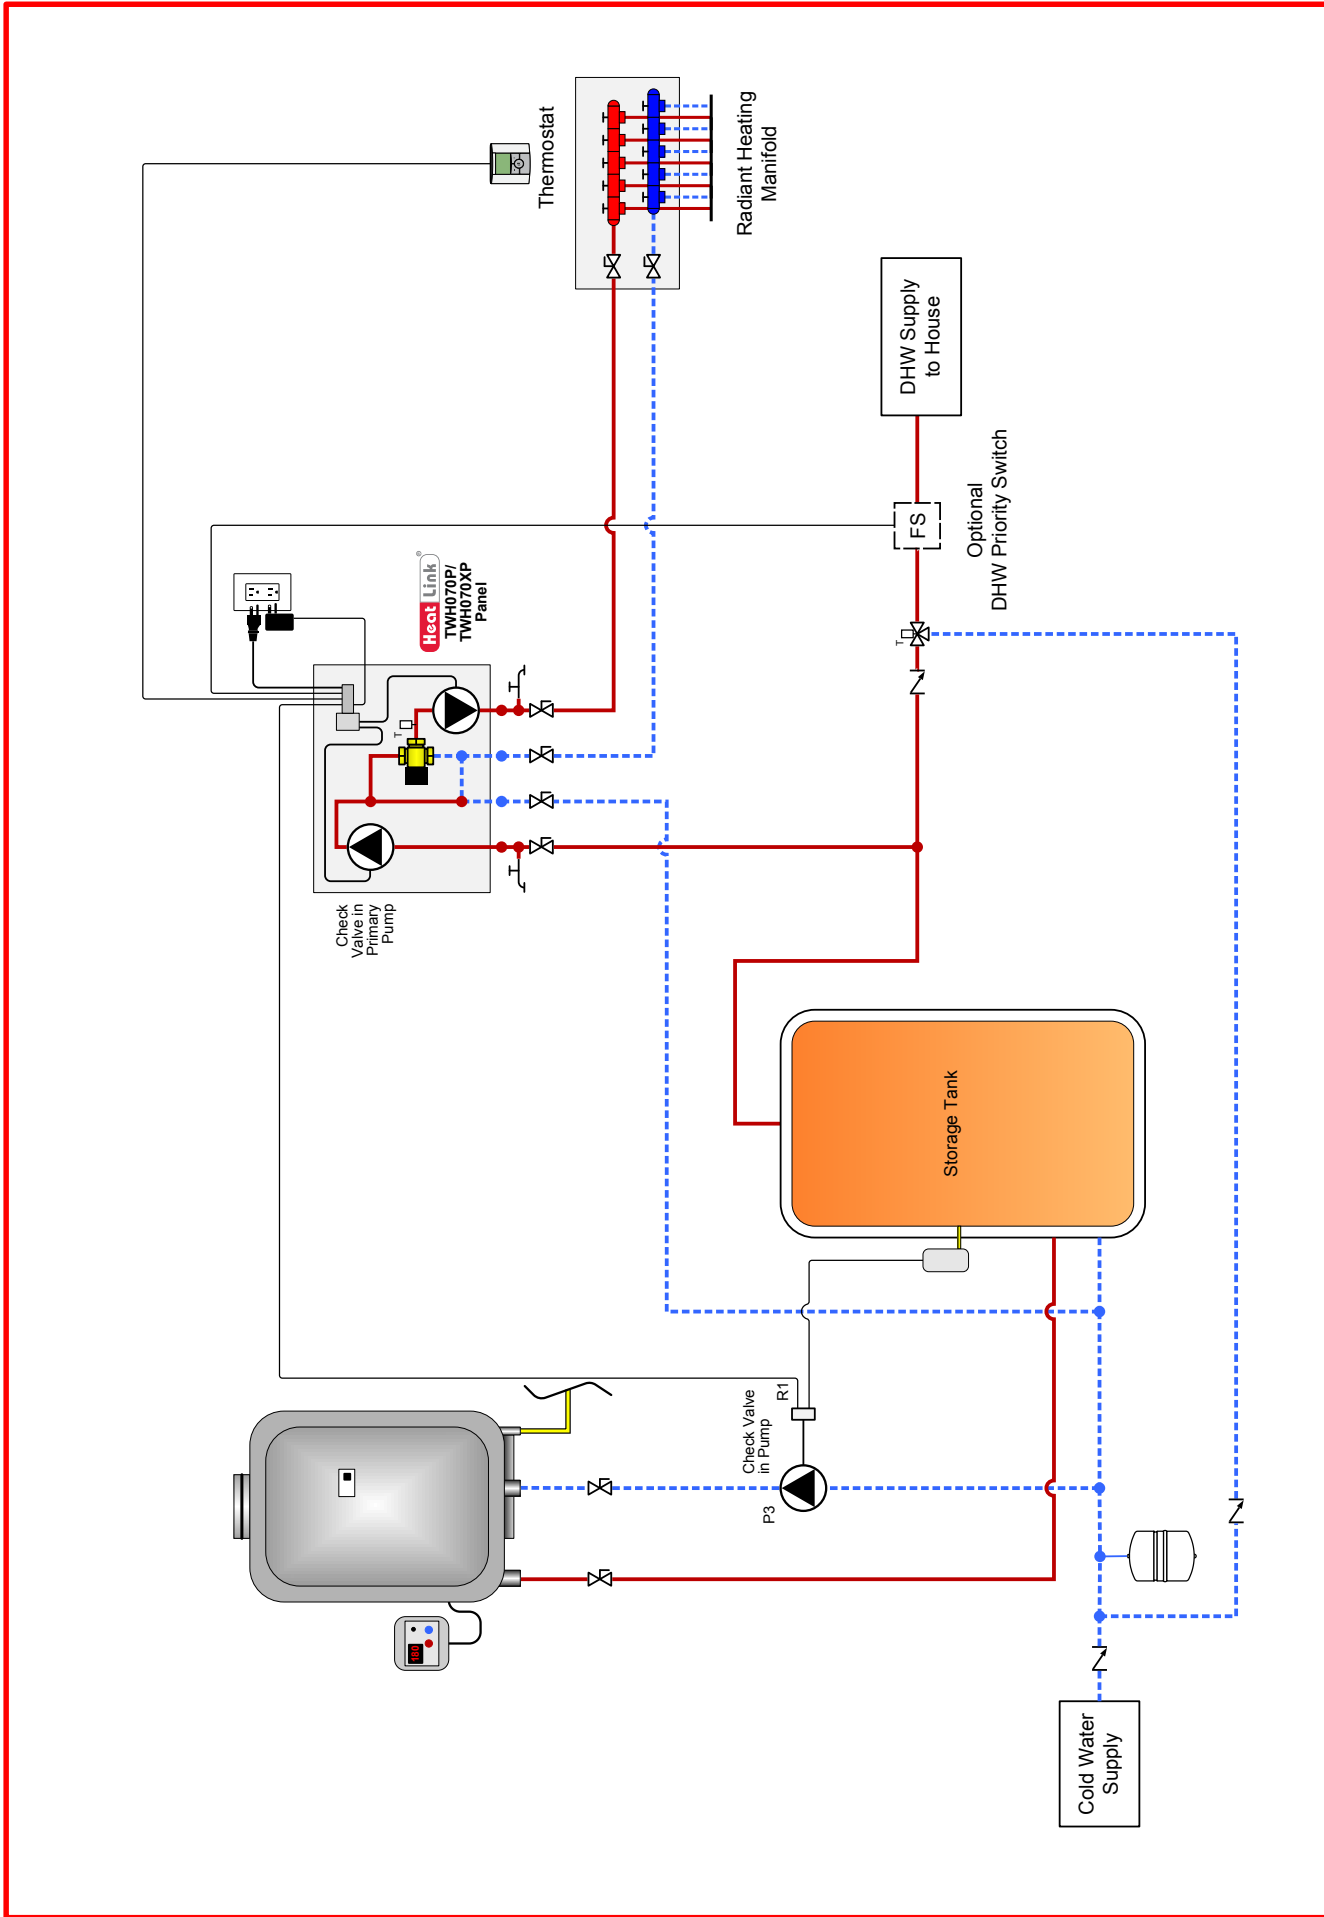 Thermostat
Radiant Heating
Manifold
DHW Supply
to House
FS
Optional
DHW Priority Switch
Heat Link®
TWH070P/
TWH070XP
Panel
T
T
Check
Valve in
Primary
Pump
Storage Tank
R1
Check Valve
in Pump
P3
180
Cold Water
Supply